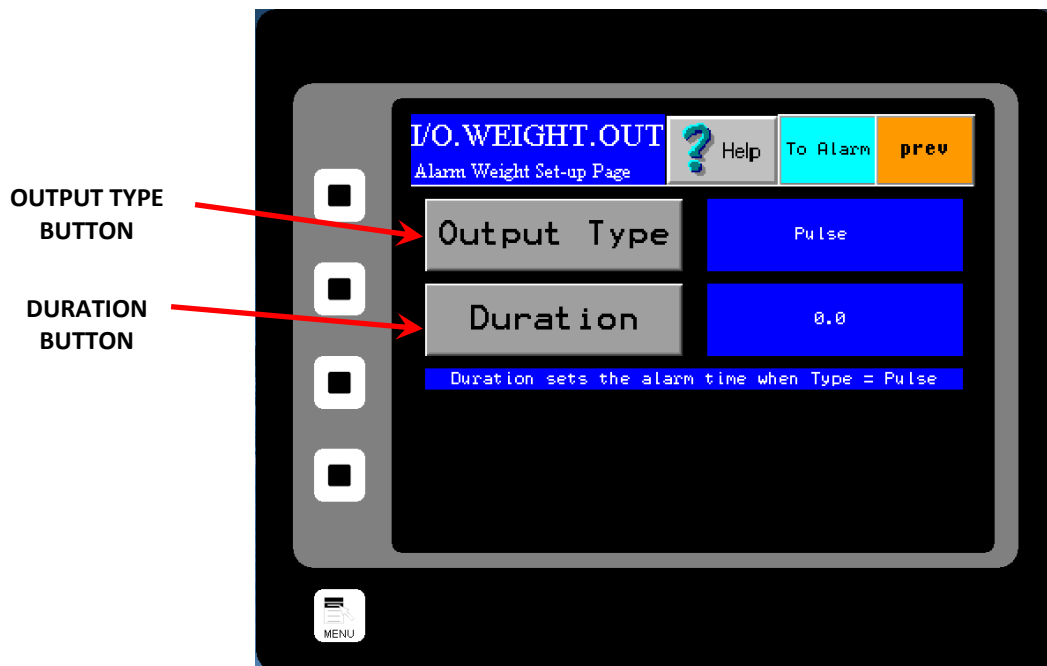 I/O.WEIGHT.OUT
Alarm Weight Set-up Page
? Help
To Alarm
prev
OUTPUT TYPE
BUTTON
Output Type
Pulse
DURATION
BUTTON
Duration
0.0
Duration sets the alarm time when Type = Pulse
MENU